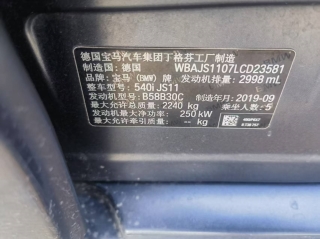 德国宝马汽车集团丁格芬工厂制造
制造国: 德国 WBAJS1107LCD23581
品牌: 宝马 (BMW) 牌 发动机排量: 2998 mL
整车型号: 540i JS11
发动机型号: B58B30C 制造年月: 2019-09
最大允许总质量: 2240 kg 乘坐人数: 5
发动机最大净功率: 250 kW
最大允许牵引质量: -- kg